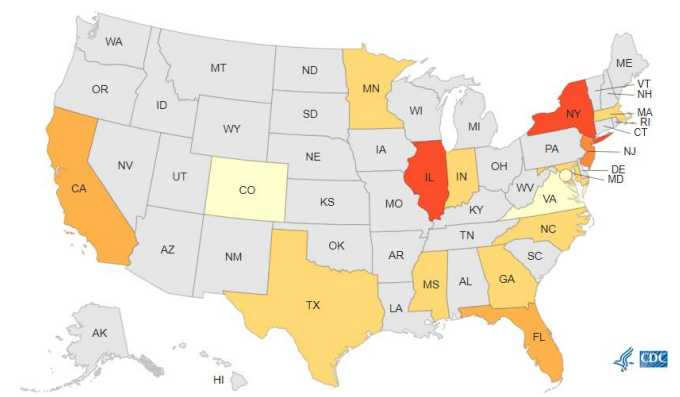 WA
MT
ND
MN
ME
VT
NH
OR
ID
SD
WI
MA
NY
RI
WY
MI
CT
IA
PA
NJ
NE
NV
IL
IN
OH
DE
UT
MD
CA
CO
WV
VA
KS
MO
KY
NC
TN
OK
AZ
NM
AR
SC
MS
AL
GA
TX
LA
AK
FL
CDC
HI